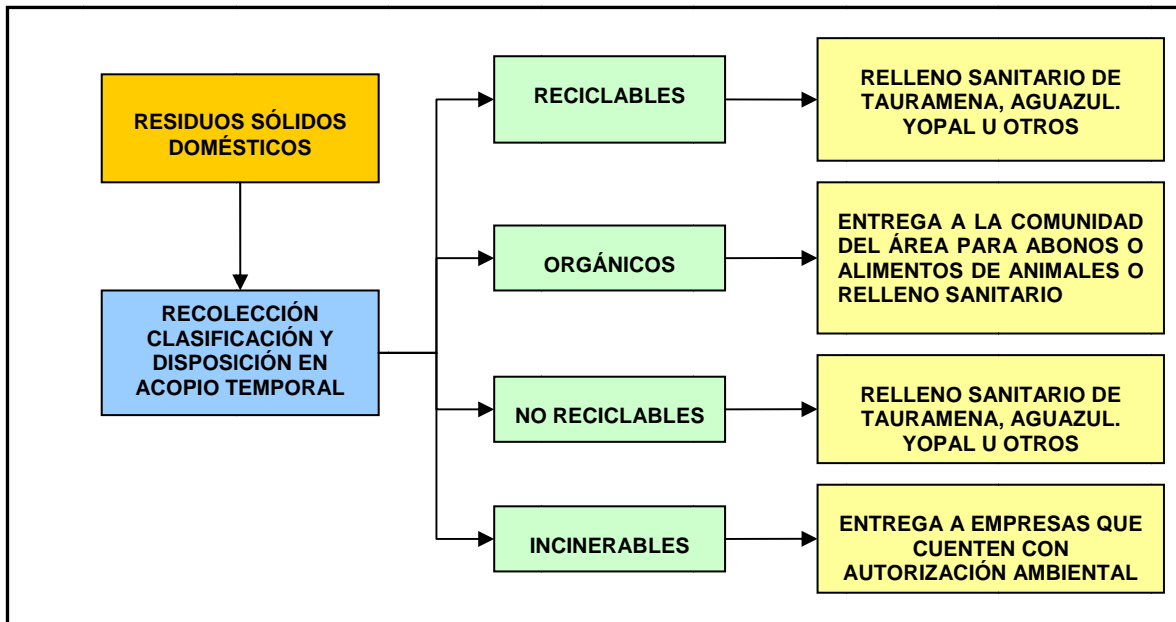 RESIDUOS SÓLIDOS
DOMÉSTICOS
RECOLECCIÓN
CLASIFICACIÓN Y
DISPOSICIÓN EN
ACOPIO TEMPORAL
RECICLABLES
RELLENO SANITARIO DE
TAURAMENA, AGUAZUL.
YOPAL U OTROS
ORGÁNICOS
ENTREGA A LA COMUNIDAD
DEL ÁREA PARA ABONOS O
ALIMENTOS DE ANIMALES O
RELLENO SANITARIO
NO RECICLABLES
RELLENO SANITARIO DE
TAURAMENA, AGUAZUL.
YOPAL U OTROS
INCINERABLES
ENTREGA A EMPRESAS QUE
CUENTEN CON
AUTORIZACIÓN AMBIENTAL